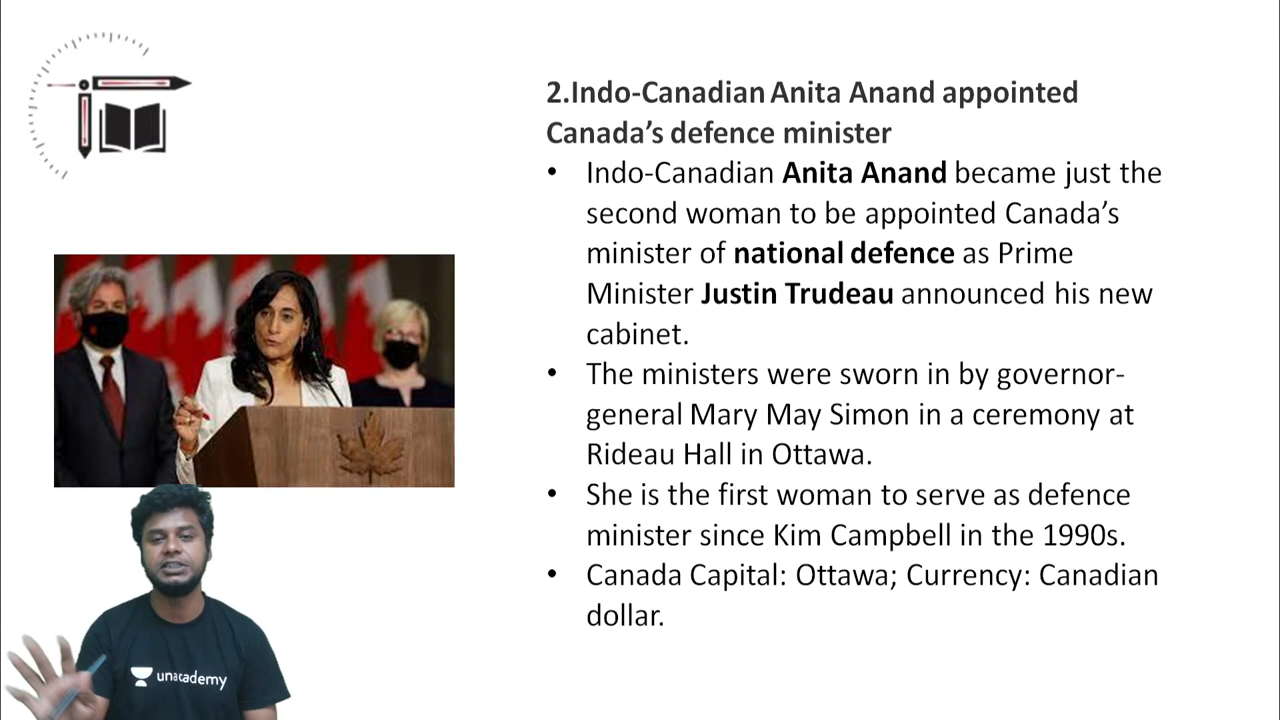 2.Indo-Canadian Anita Anand appointed
Canada’s defence minister
• Indo-Canadian Anita Anand became just the
second woman to be appointed Canada’s
minister of national defence as Prime
Minister Justin Trudeau announced his new
cabinet.
• The ministers were sworn in by governor-
general Mary May Simon in a ceremony at
Rideau Hall in Ottawa.
• She is the first woman to serve as defence
minister since Kim Campbell in the 1990s.
• Canada Capital: Ottawa; Currency: Canadian
dollar.
unacademy